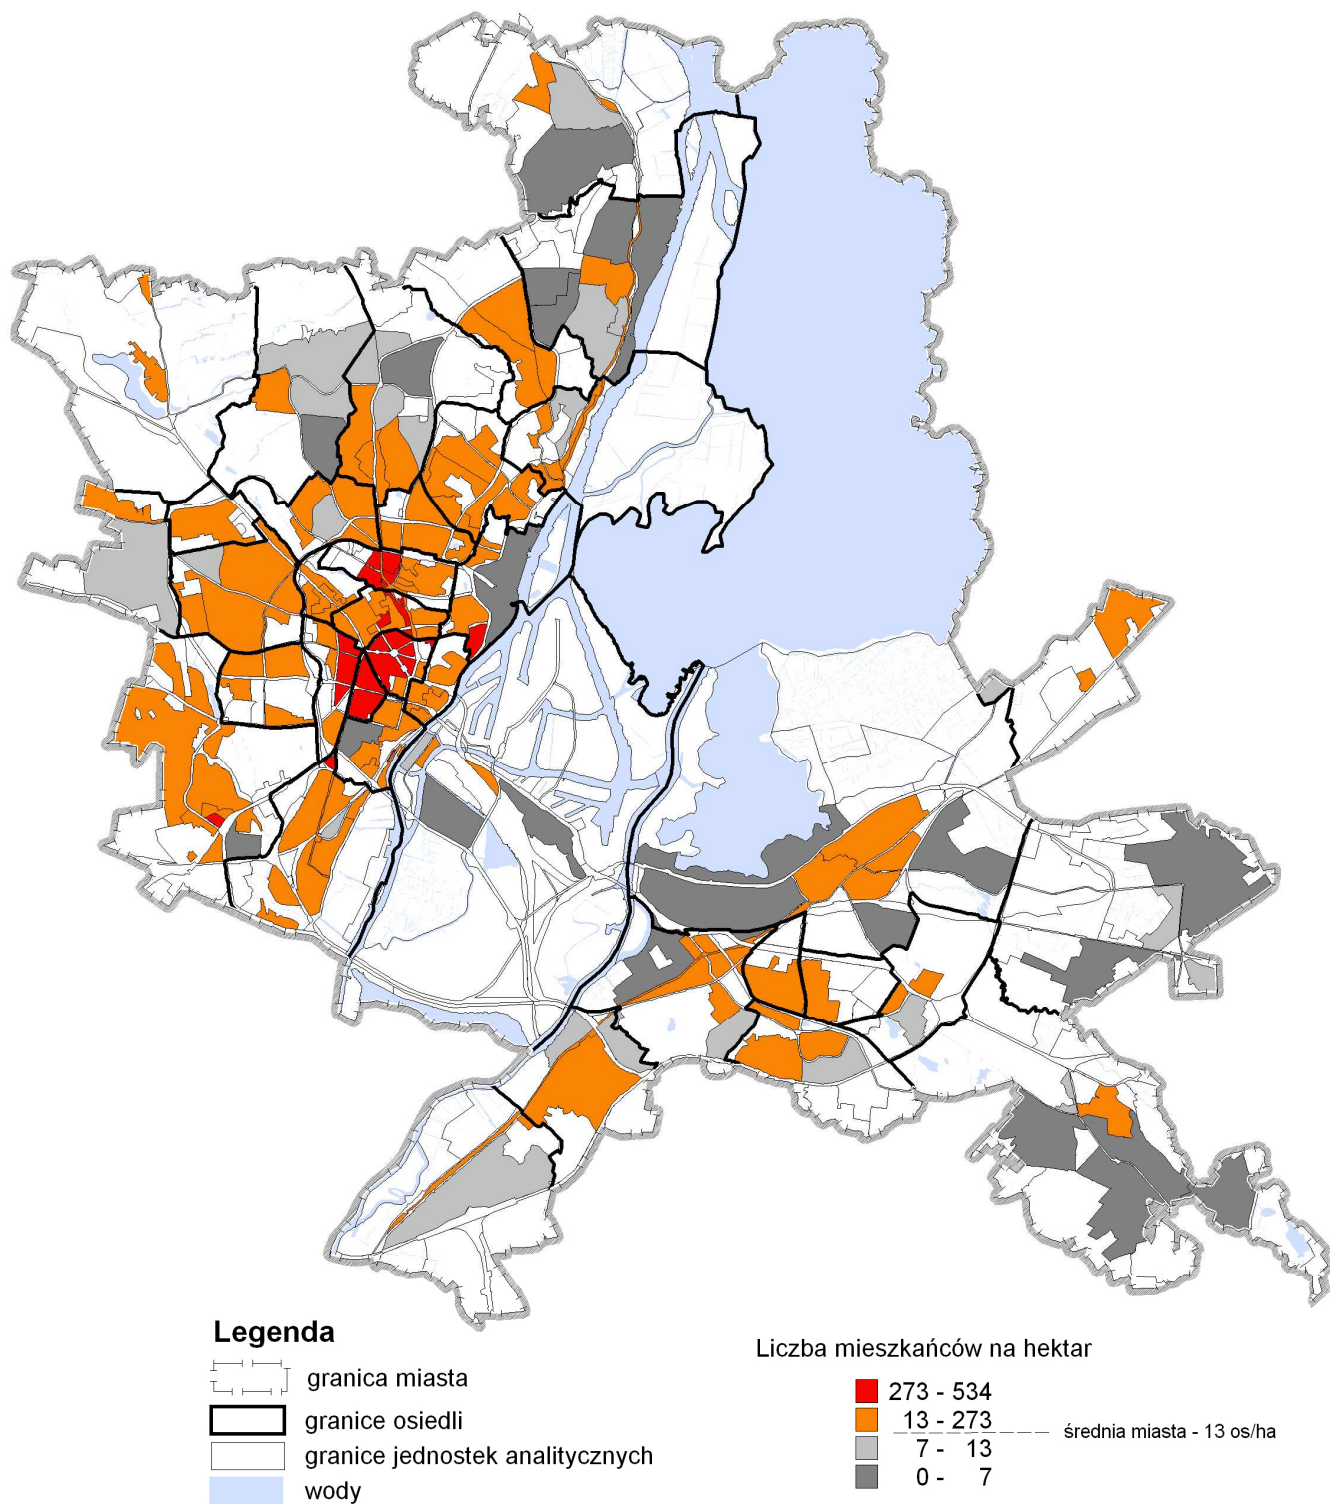 Legenda
granica miasta
granice osiedli
granice jednostek analitycznych
wody
Liczba mieszkańców na hektar
273 - 534
13 - 273
średnia miasta - 13 os/ha
7 - 13
0 - 7